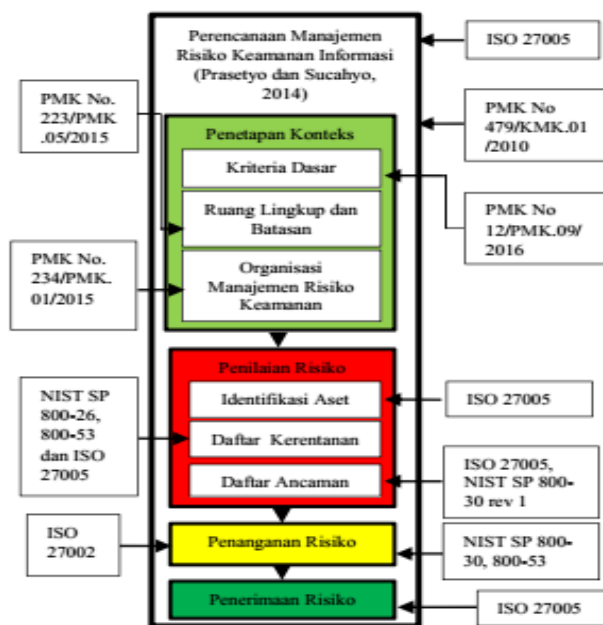 Perencanaan Manajemen
Risiko Keamanan Informasi
(Prasetyo dan Sucahyo,
2014)
ISO 27005
PMK No.
223/PMK
.05/2015
PMK No
479/KMK.01
/2010
Penetapan Konteks
Kriteria Dasar
Ruang Lingkup dan
Batasan
PMK No
12/PMK.09/
2016
PMK No.
234/PMK.
01/2015
Organisasi
Manajemen Risiko
Keamanan
Penilaian Risiko
Identifikasi Aset
ISO 27005
NIST SP
800-26,
800-53
dan ISO
27005
Daftar Kerentanan
Daftar Ancaman
ISO 27005,
NIST SP 800-
30 rev 1
ISO
27002
Penanganan Risiko
NIST SP 800-
30, 800-53
Penerimaan Risiko
ISO 27005